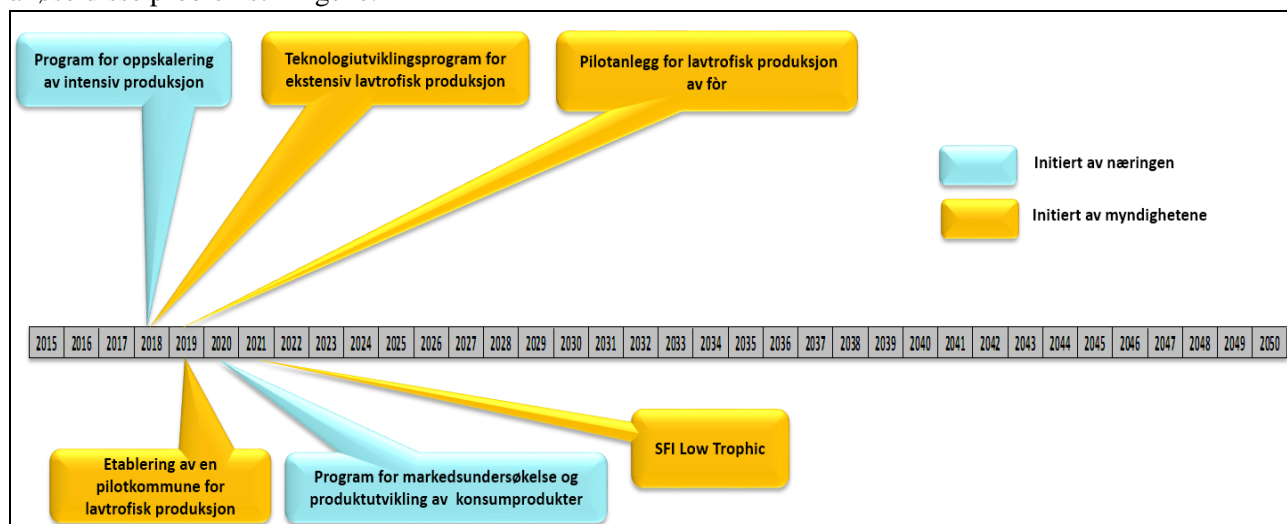 Program for oppskalering
av intensiv produksjon
Teknologiutviklingsprogram for
ekstensiv lavtrofisk produksjon
Pilotanlegg for lavtrofisk produksjon
av fòr
Initiert av næringen
Initiert av myndighetene
2015 2016 2017 2018 2019 2020 2021 2022 2023 2024 2025 2026 2027 2028 2029 2030 2031 2032 2033 2034 2035 2036 2037 2038 2039 2040 2041 2042 2043 2044 2045 2046 2047 2048 2049 2050
Etablering av en
pilotkommune for
lavtrofisk produksjon
Program for markedsundersøkelse og
produktutvikling av konsumprodukter
SFI Low Trophic